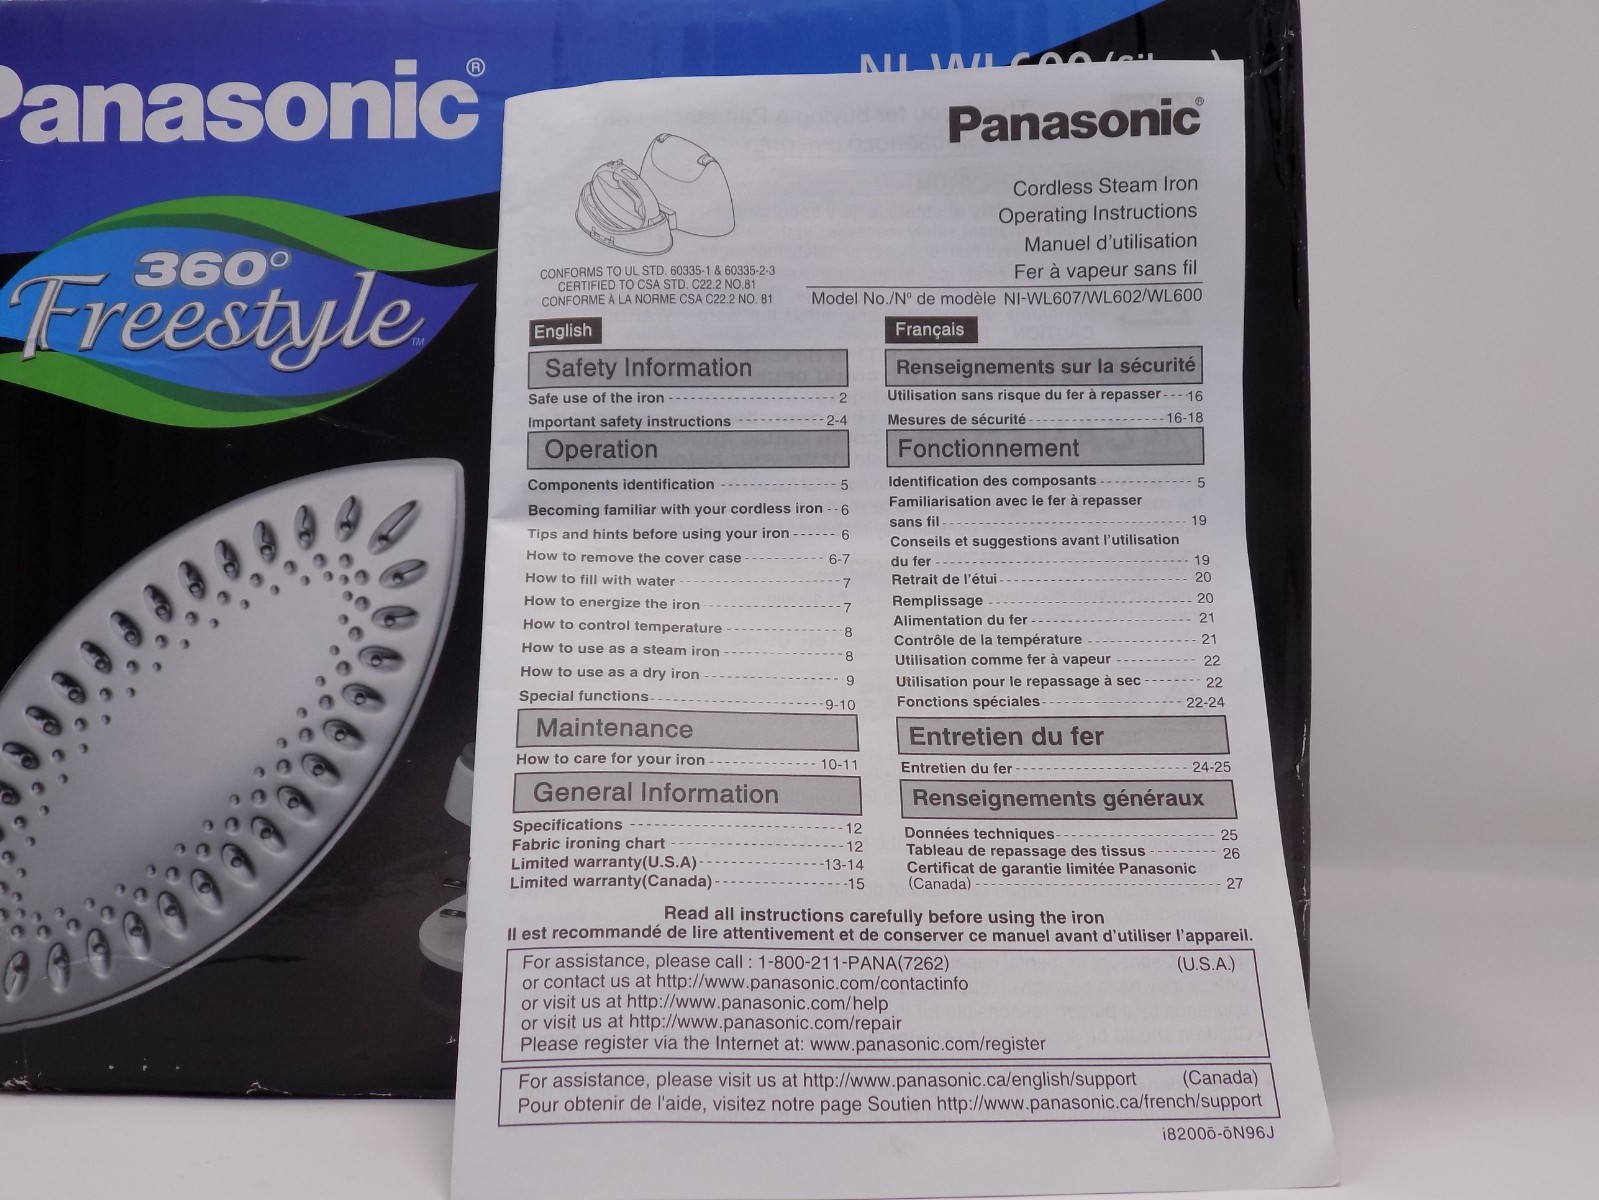 Panasonic®
360°
Freestyle™
Panasonic®
Cordless Steam Iron
Operating Instructions
Manuel d'utilisation
Fer à vapeur sans fil
CONFORMS TO UL STD. 60335-1 & 60335-2-3
CERTIFIED TO CSA STD. C22.2 NO.81
CONFORME À LA NORME CSA C22.2 NO. 81
Model No./N° de modèle NI-WL607/WL602/WL600
English
Safety Information
Safe use of the iron 2
Important safety instructions 2-4
Operation
Components identification 5
Becoming familiar with your cordless iron 6
Tips and hints before using your iron 6
How to remove the cover case 6-7
How to fill with water 7
How to energize the iron 7
How to control temperature 8
How to use as a steam iron 8
How to use as a dry iron 9
Special functions 9-10
Maintenance
How to care for your iron 10-11
General Information
Specifications 12
Fabric ironing chart 12
Limited warranty(U.S.A) 13-14
Limited warranty(Canada) 15
Français
Renseignements sur la sécurité
Utilisation sans risque du fer à repasser 16
Mesures de sécurité 16-18
Fonctionnement
Identification des composants 5
Familiarisation avec le fer à repasser
sans fil 19
Conseils et suggestions avant l'utilisation
du fer 19
Retrait de l'étui 20
Remplissage 20
Alimentation du fer 21
Contrôle de la température 21
Utilisation comme fer à vapeur 22
Utilisation pour le repassage à sec 22
Fonctions spéciales 22-24
Entretien du fer
Entretien du fer 24-25
Renseignements généraux
Données techniques 25
Tableau de repassage des tissus 26
Certificat de garantie limitée Panasonic
(Canada) 27
Read all instructions carefully before using the iron
Il est recommandé de lire attentivement et de conserver ce manuel avant d'utiliser l'appareil.
For assistance, please call : 1-800-211-PANA(7262) (U.S.A.)
or contact us at http://www.panasonic.com/contactinfo
or visit us at http://www.panasonic.com/help
or visit us at http://www.panasonic.com/repair
Please register via the Internet at: www.panasonic.com/register
For assistance, please visit us at http://www.panasonic.ca/english/support (Canada)
Pour obtenir de l'aide, visitez notre page Soutien http://www.panasonic.ca/french/support
i8200ō-ōN96J